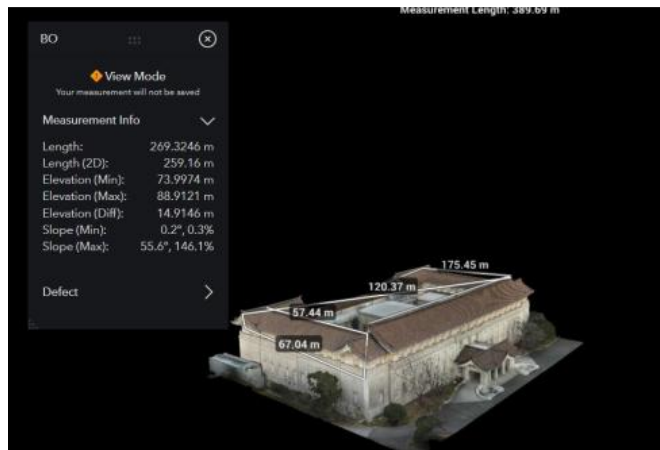 Measurement Length: 389.69 m
BO
View Mode
Your measurement will not be saved
Measurement Info
Length: 269.3246 m
Length (2D): 259.16 m
Elevation (Min): 73.9974 m
Elevation (Max): 88.9121 m
Elevation (Diff): 14.9146 m
Slope (Min): 0.2°, 0.3%
Slope (Max): 55.6°, 146.1%
Defect
175.45 m
120.37 m
57.44 m
67.04 m